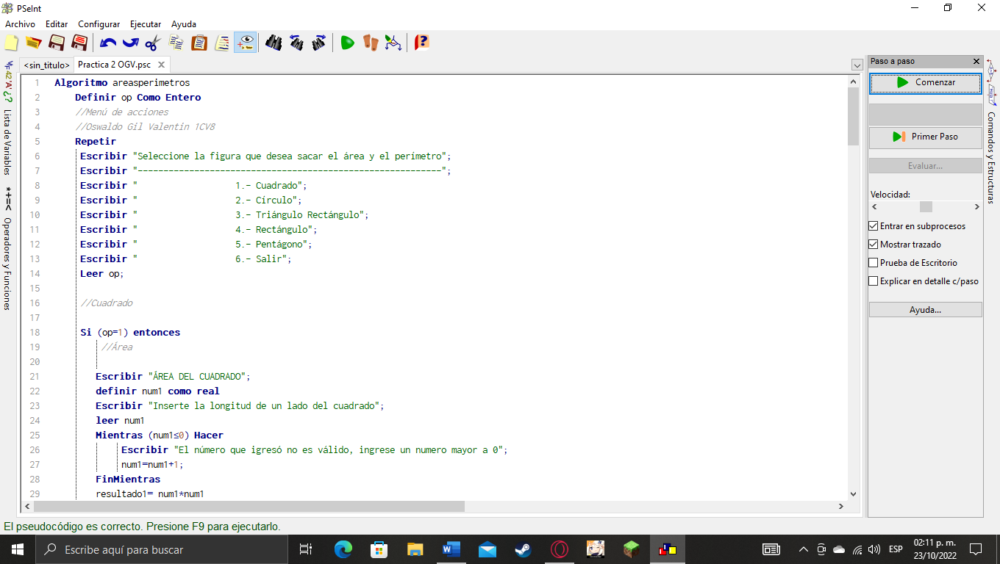 PSeInt
Archivo Editar Configurar Ejecutar Ayuda
<sin_titulo> Practica 2 OGV.psc
1 Algoritmo areasperimetros
2 Definir op Como Entero
3 //Menú de acciones
4 //Oswaldo Gil Valentin 1CV8
5 Repetir
6 Escribir "Seleccione la figura que desea sacar el área y el perímetro";
7 Escribir "-----------------------------------------------------------";
8 Escribir " 1.- Cuadrado";
9 Escribir " 2.- Círculo";
10 Escribir " 3.- Triángulo Rectángulo";
11 Escribir " 4.- Rectángulo";
12 Escribir " 5.- Pentágono";
13 Escribir " 6.- Salir";
14 Leer op;
15
16 //Cuadrado
17
18 Si (op=1) entonces
19 //Área
20
21 Escribir "ÁREA DEL CUADRADO";
22 definir num1 como real
23 Escribir "Inserte la longitud de un lado del cuadrado";
24 leer num1
25 Mientras (num1≤0) Hacer
26 Escribir "El número que igresó no es válido, ingrese un numero mayor a 0";
27 num1=num1+1;
28 FinMientras
29 resultado1= num1*num1
Lista de Variables
*+=< Operadores y Funciones
Paso a paso
Comenzar
Primer Paso
Evaluar...
Velocidad:
Entrar en subprocesos
Mostrar trazado
Prueba de Escritorio
Explicar en detalle c/paso
Ayuda...
Comandos y Estructuras
El pseudocódigo es correcto. Presione F9 para ejecutarlo.
Escribe aquí para buscar
ESP
02:11 p. m.
23/10/2022